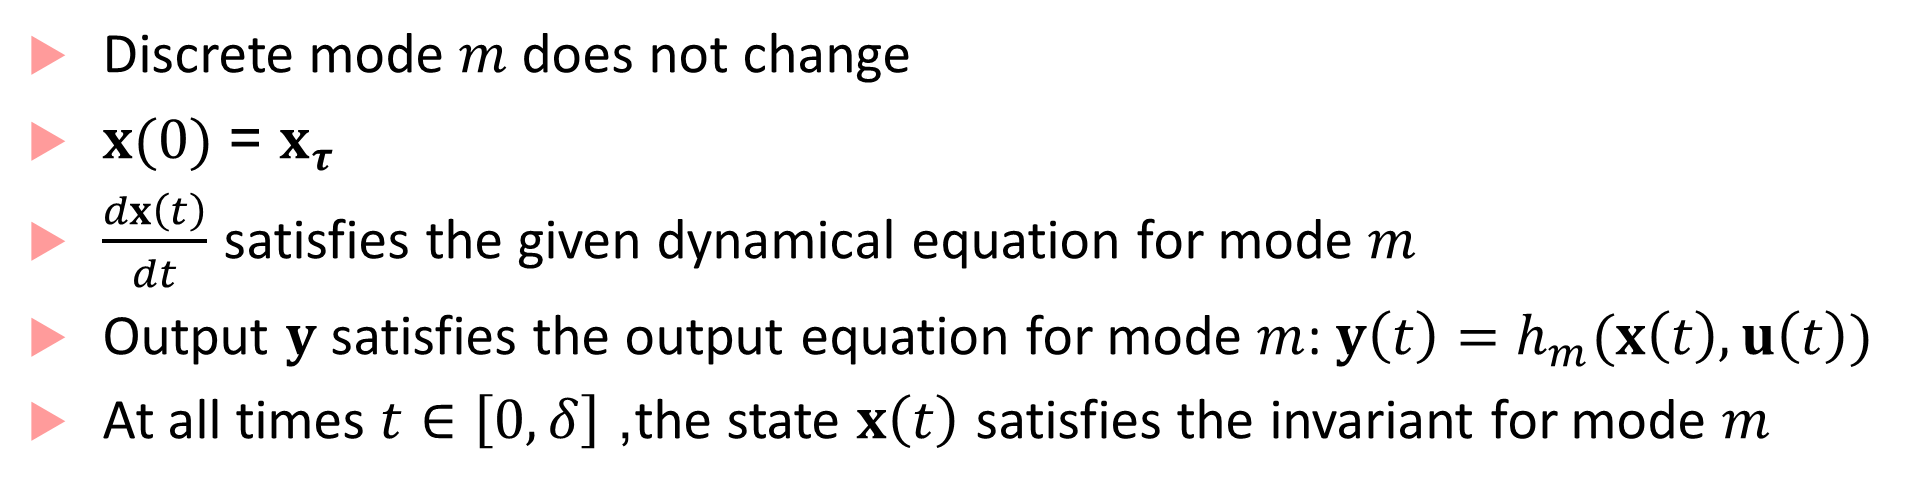 Discrete mode m does not change
𝐱(0) = 𝐱𝛕
d𝐱(t)/dt satisfies the given dynamical equation for mode m
Output 𝐲 satisfies the output equation for mode m: 𝐲(t) = hₘ(𝐱(t), 𝐮(t))
At all times t ∈ [0, δ] ,the state 𝐱(t) satisfies the invariant for mode m